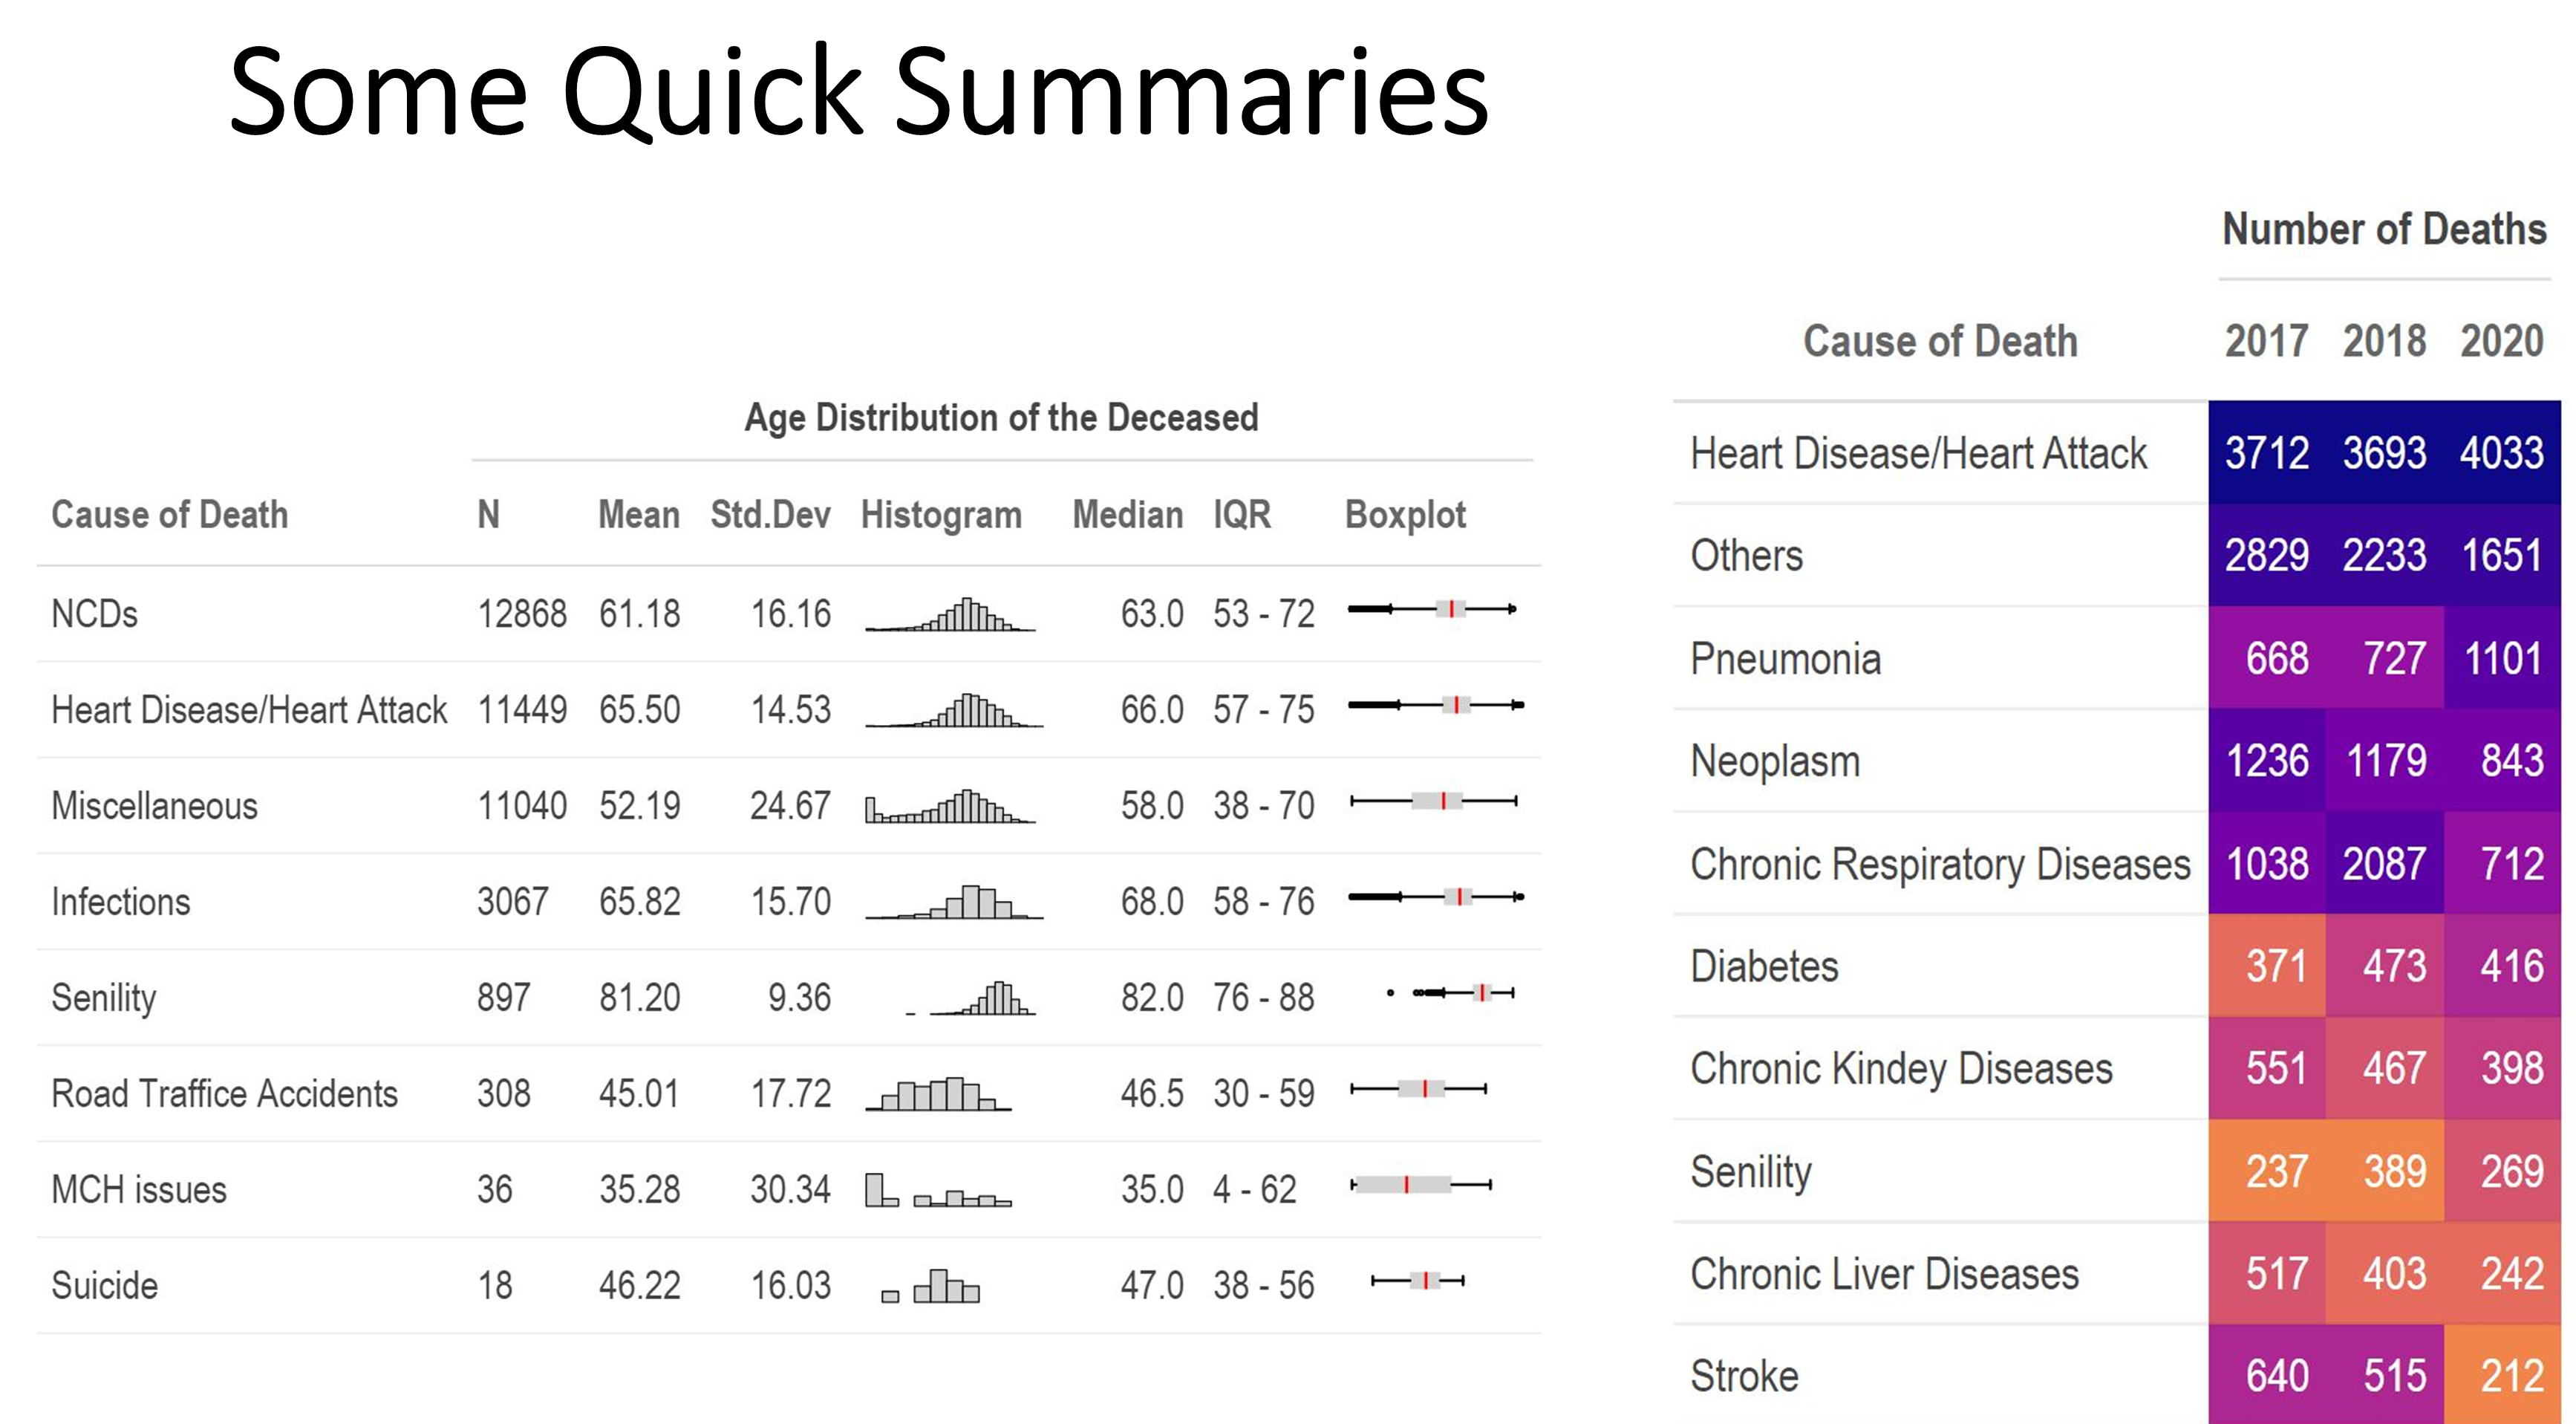 Some Quick Summaries
Age Distribution of the Deceased
Cause of Death N Mean Std.Dev Histogram Median IQR Boxplot
NCDs 12868 61.18 16.16 63.0 53 - 72
Heart Disease/Heart Attack 11449 65.50 14.53 66.0 57 - 75
Miscellaneous 11040 52.19 24.67 58.0 38 - 70
Infections 3067 65.82 15.70 68.0 58 - 76
Senility 897 81.20 9.36 82.0 76 - 88
Road Traffice Accidents 308 45.01 17.72 46.5 30 - 59
MCH issues 36 35.28 30.34 35.0 4 - 62
Suicide 18 46.22 16.03 47.0 38 - 56
Number of Deaths
Cause of Death 2017 2018 2020
Heart Disease/Heart Attack 3712 3693 4033
Others 2829 2233 1651
Pneumonia 668 727 1101
Neoplasm 1236 1179 843
Chronic Respiratory Diseases 1038 2087 712
Diabetes 371 473 416
Chronic Kindey Diseases 551 467 398
Senility 237 389 269
Chronic Liver Diseases 517 403 242
Stroke 640 515 212